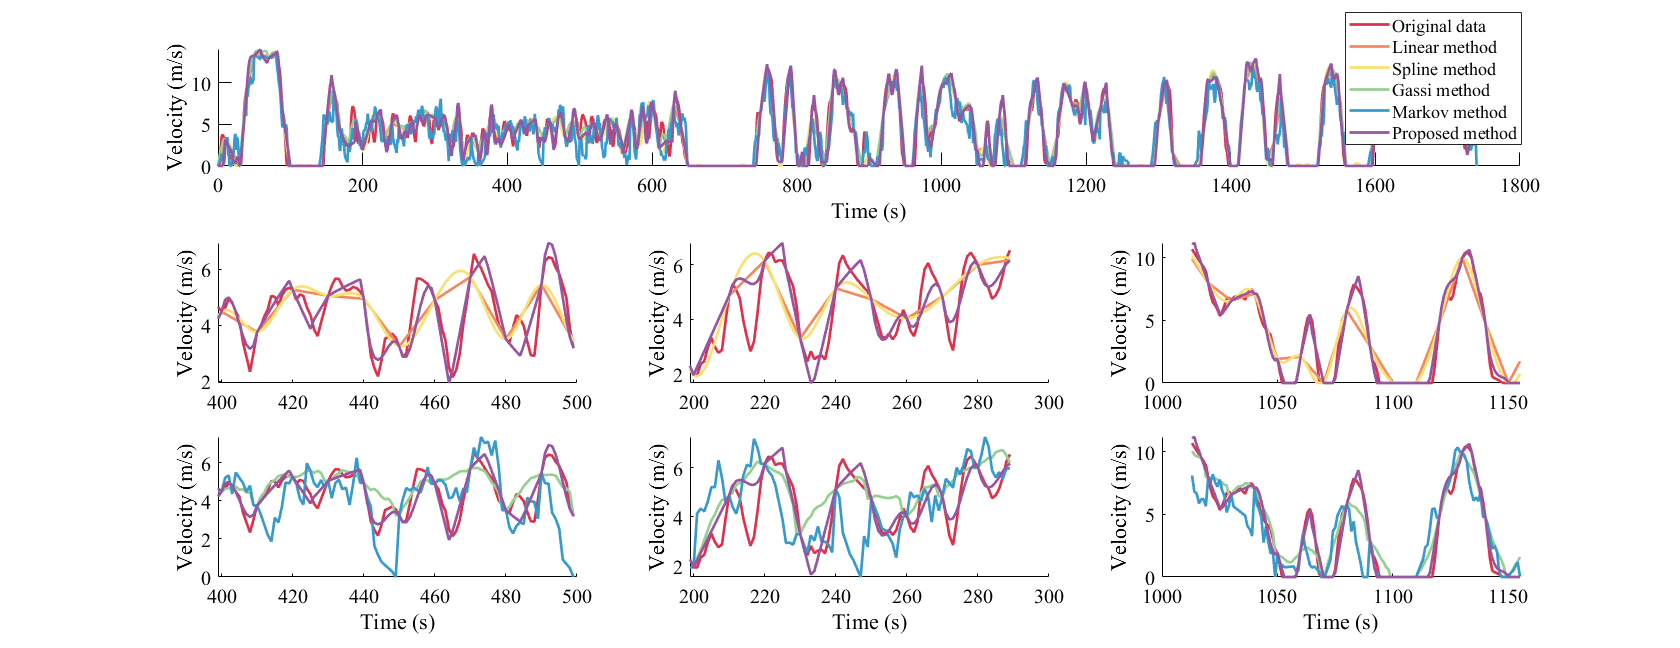 Original data
Linear method
Spline method
Gassi method
Markov method
Proposed method
Velocity (m/s)
10
5
0
0 200 400 600 800 1000 1200 1400 1600 1800
Time (s)
Velocity (m/s)
6
4
2
400 420 440 460 480 500
Velocity (m/s)
6
4
2
200 220 240 260 280 300
Velocity (m/s)
10
5
0
1000 1050 1100 1150
Velocity (m/s)
6
4
2
0
400 420 440 460 480 500
Time (s)
Velocity (m/s)
6
4
2
200 220 240 260 280 300
Time (s)
Velocity (m/s)
10
5
0
1000 1050 1100 1150
Time (s)